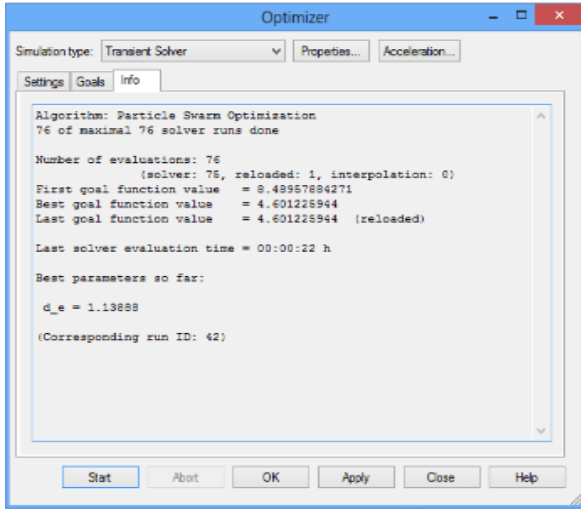 Optimizer
Simulation type: Transient Solver Properties... Acceleration...
Settings Goals Info
Algorithm: Particle Swarm Optimization
76 of maximal 76 solver runs done
Number of evaluations: 76
(solver: 75, reloaded: 1, interpolation: 0)
First goal function value = 8.48957884271
Best goal function value = 4.601225944
Last goal function value = 4.601225944 (reloaded)
Last solver evaluation time = 00:00:22 h
Best parameters so far:
d_e = 1.13888
(Corresponding run ID: 42)
Start Abort OK Apply Close Help